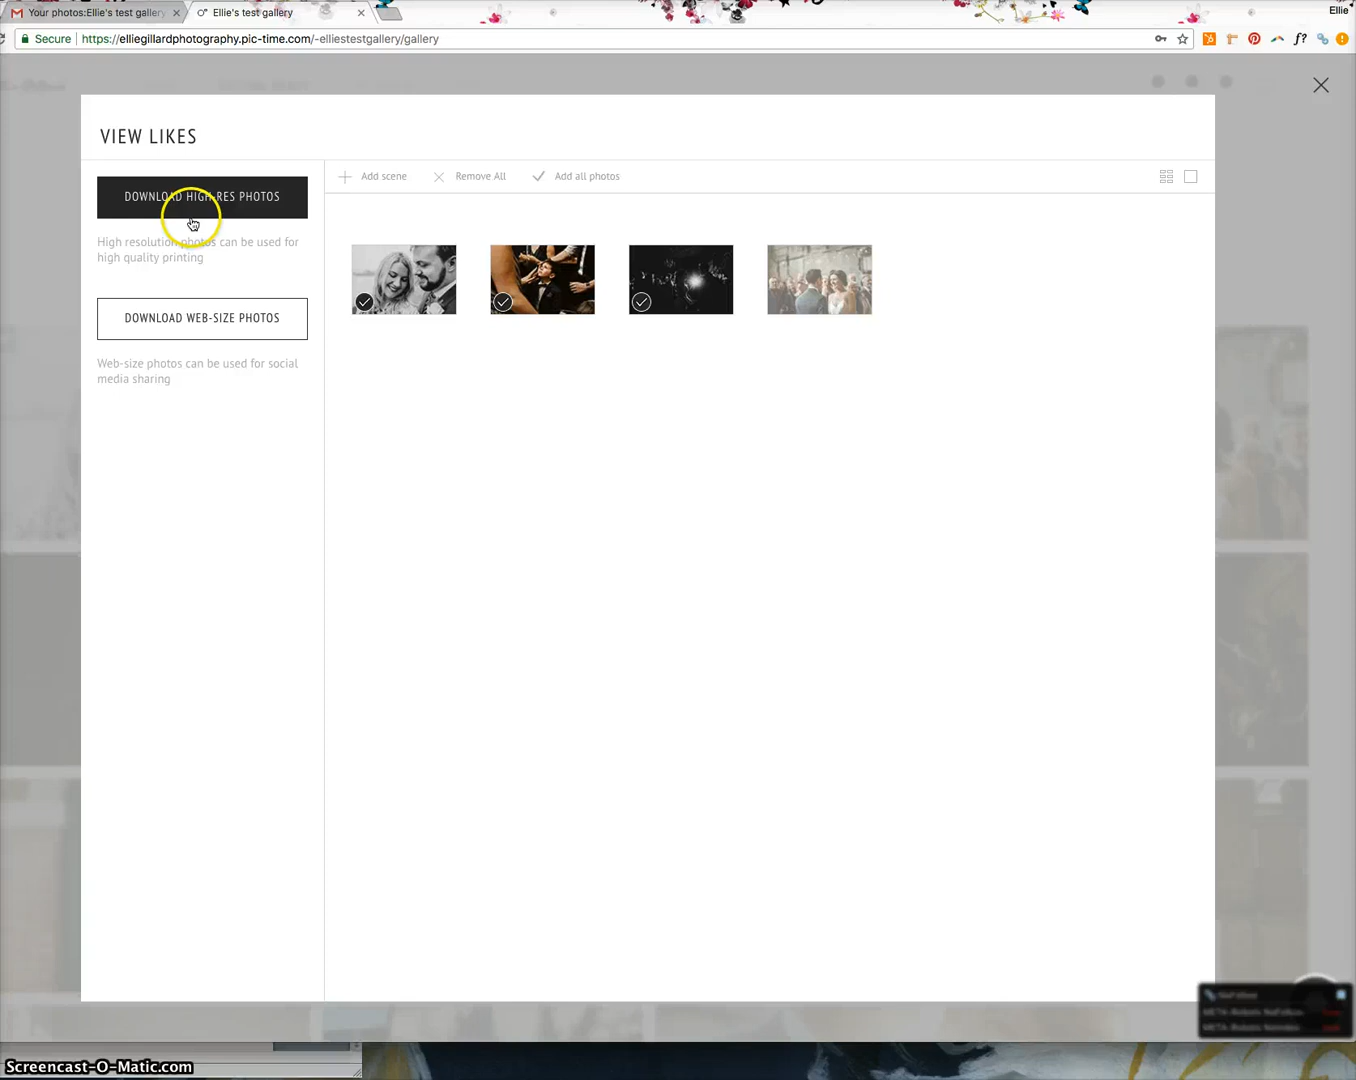 Your photos:Ellie's test gallery
Ellie's test gallery
Ellie
Secure
https://elliegillardphotography.pic-time.com/-elliestestgallery/gallery
f?
VIEW LIKES
DOWNLOAD HIGH-RES PHOTOS
High resolution photos can be used for
high quality printing
DOWNLOAD WEB-SIZE PHOTOS
Web-size photos can be used for social
media sharing
Add scene
Remove All
Add all photos
Screencast-O-Matic.com